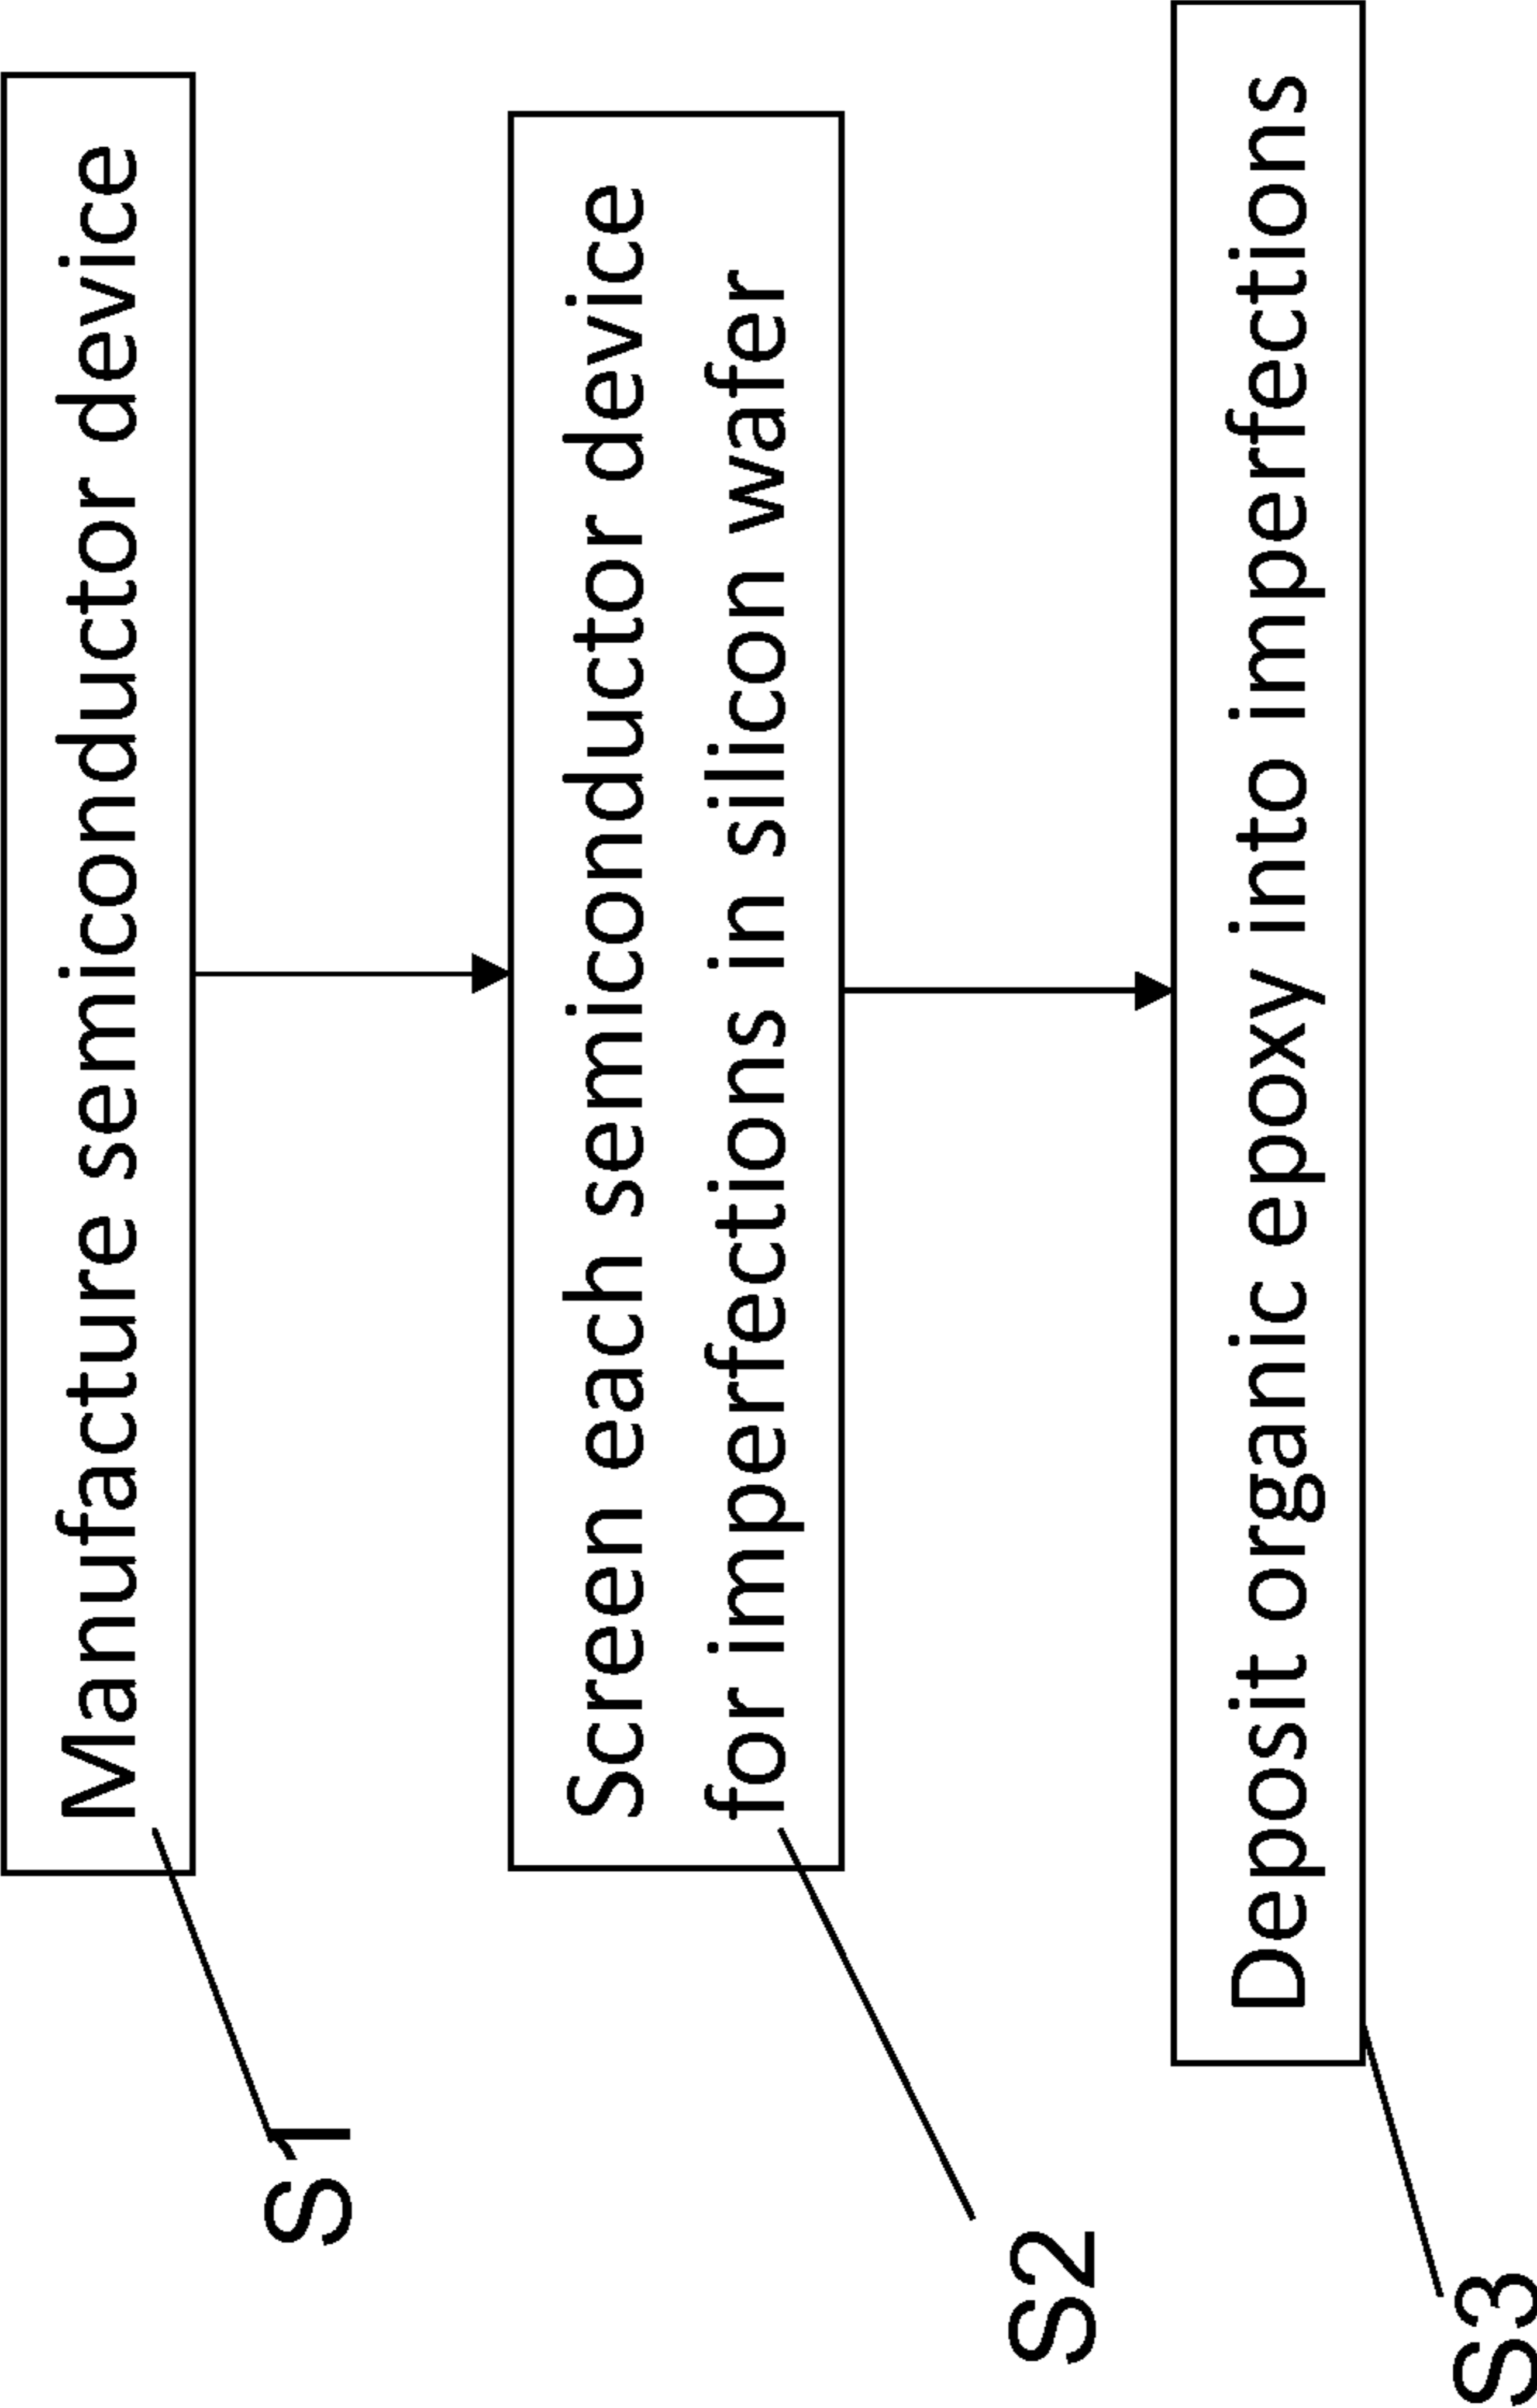 Manufacture semiconductor device
S1
Screen each semiconductor device
for imperfections in silicon wafer
S2
Deposit organic epoxy into imperfections
S3